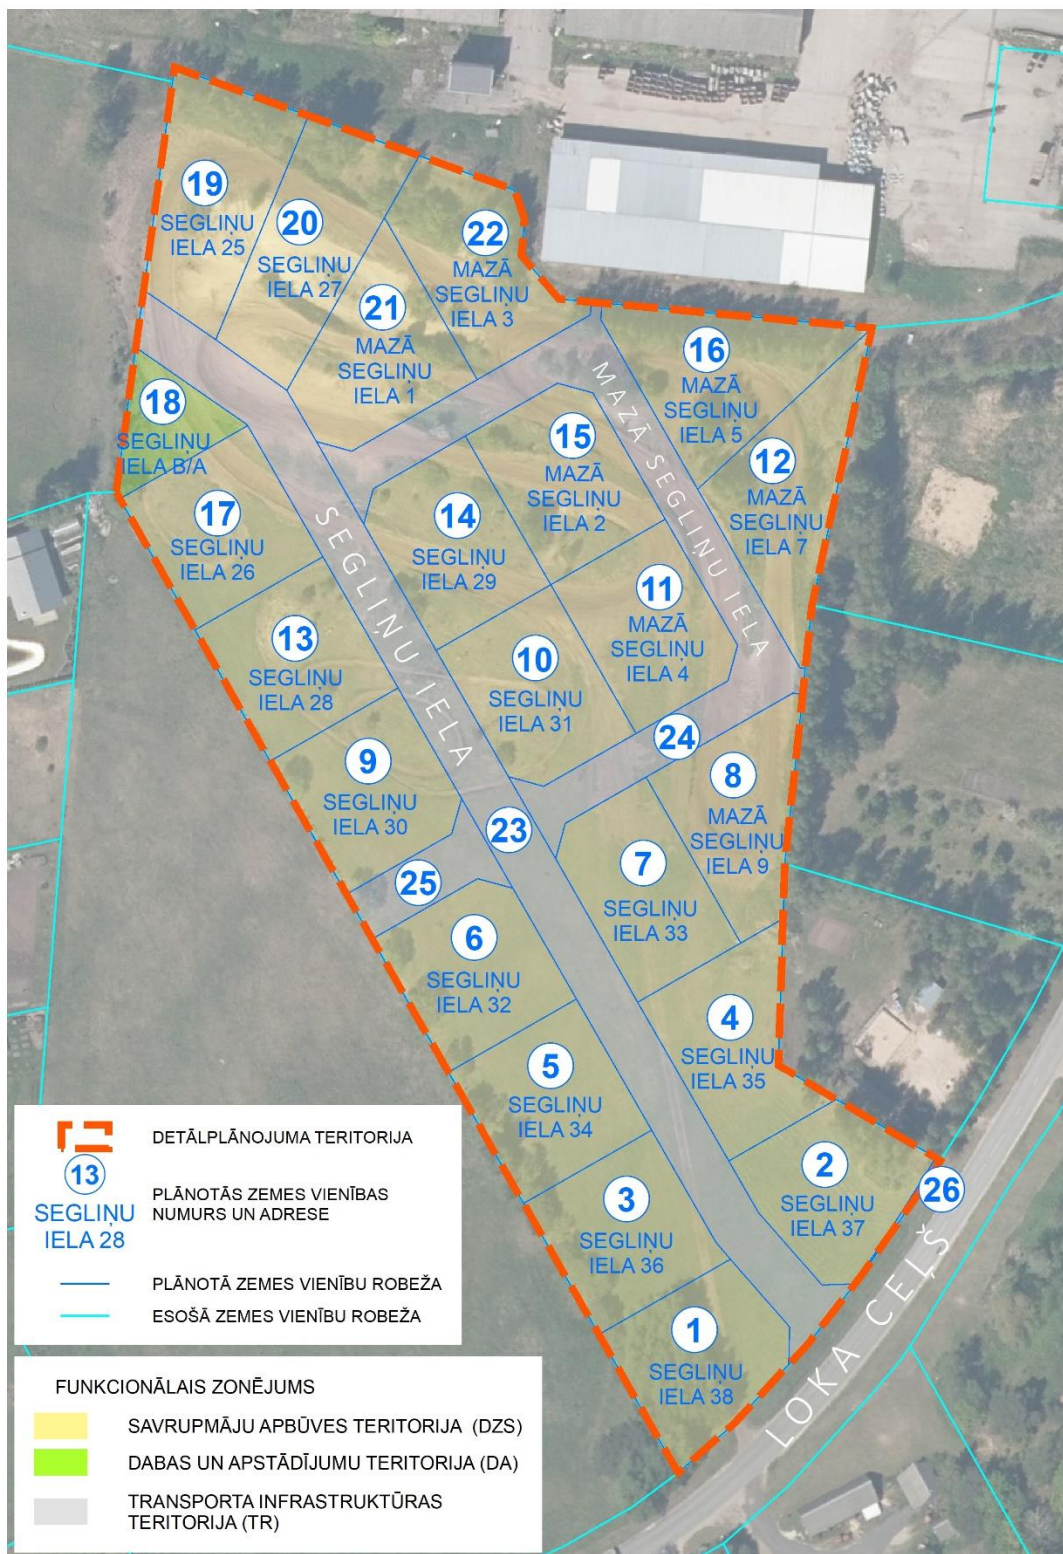 19
SEGLIŅU
IELA 25
20
SEGLIŅU
IELA 27
21
MAZĀ
SEGLIŅU
IELA 1
22
MAZĀ
SEGLIŅU
IELA 3
16
MAZĀ
SEGLIŅU
IELA 5
12
MAZĀ
SEGLIŅU
IELA 7
15
MAZĀ
SEGLIŅU
IELA 2
MAZĀ SEGLIŅU IELA
18
SEGLIŅU
IELA B/A
17
SEGLIŅU
IELA 26
14
SEGLIŅU
IELA 29
SEGLIŅU IELA
11
MAZĀ
SEGLIŅU
IELA 4
13
SEGLIŅU
IELA 28
10
SEGLIŅU
IELA 31
24
9
SEGLIŅU
IELA 30
8
MAZĀ
SEGLIŅU
IELA 9
23
25
7
SEGLIŅU
IELA 33
6
SEGLIŅU
IELA 32
4
SEGLIŅU
IELA 35
5
SEGLIŅU
IELA 34
2
SEGLIŅU
IELA 37
26
3
SEGLIŅU
IELA 36
1
SEGLIŅU
IELA 38
LOKA CEĻŠ
DETĀLPLĀNOJUMA TERITORIJA
13
SEGLIŅU
IELA 28
PLĀNOTĀS ZEMES VIENĪBAS
NUMURS UN ADRESE
PLĀNOTĀ ZEMES VIENĪBU ROBEŽA
ESOŠĀ ZEMES VIENĪBU ROBEŽA
FUNKCIONĀLAIS ZONĒJUMS
SAVRUPMĀJU APBŪVES TERITORIJA (DZS)
DABAS UN APSTĀDĪJUMU TERITORIJA (DA)
TRANSPORTA INFRASTRUKTŪRAS
TERITORIJA (TR)